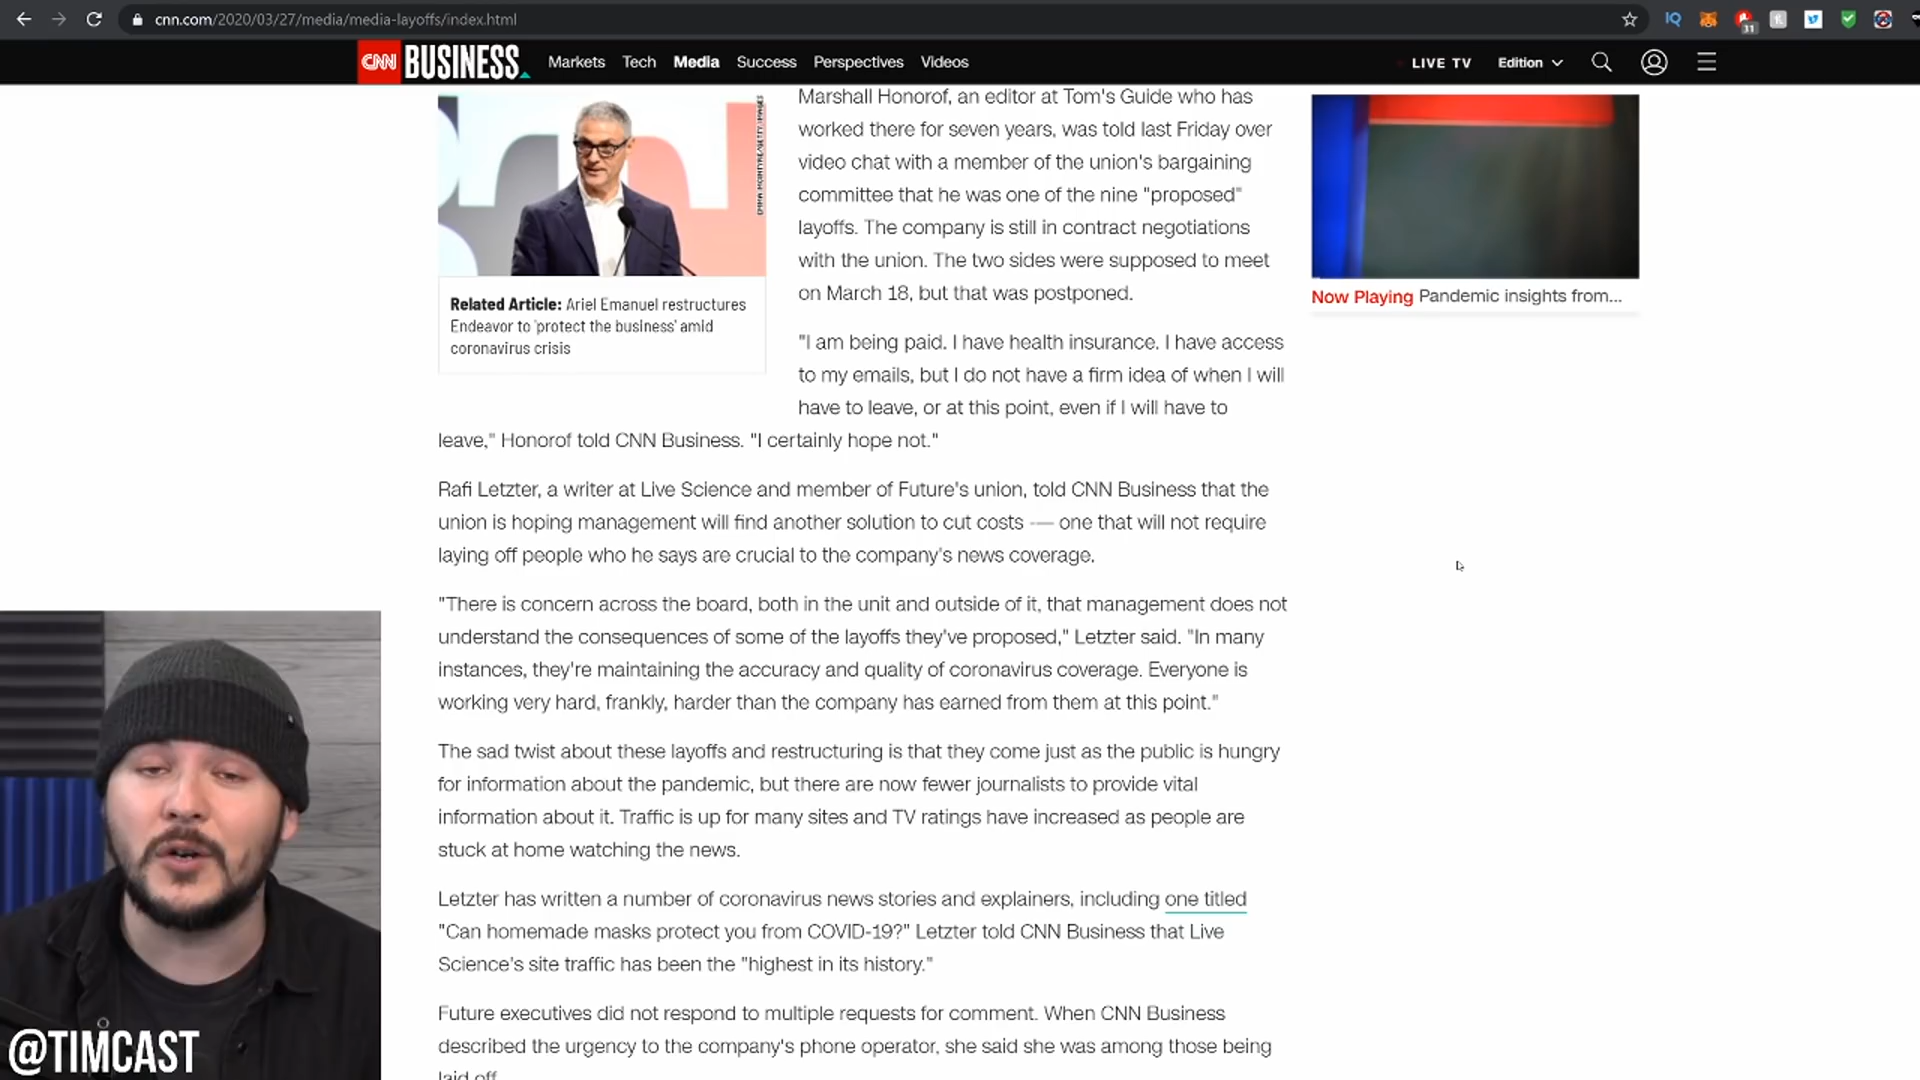 cnn.com/2020/03/27/media/media-layoffs/index.html
31
CNN BUSINESS
Markets Tech Media Success Perspectives Videos
LIVE TV Edition
EMMA MCINTYRE/GETTY IMAGES
Related Article: Ariel Emanuel restructures
Endeavor to 'protect the business' amid
coronavirus crisis
Marshall Honorof, an editor at Tom's Guide who has
worked there for seven years, was told last Friday over
video chat with a member of the union's bargaining
committee that he was one of the nine "proposed"
layoffs. The company is still in contract negotiations
with the union. The two sides were supposed to meet
on March 18, but that was postponed.
"I am being paid. I have health insurance. I have access
to my emails, but I do not have a firm idea of when I will
have to leave, or at this point, even if I will have to
leave," Honorof told CNN Business. "I certainly hope not."
Rafi Letzter, a writer at Live Science and member of Future's union, told CNN Business that the
union is hoping management will find another solution to cut costs -— one that will not require
laying off people who he says are crucial to the company's news coverage.
"There is concern across the board, both in the unit and outside of it, that management does not
understand the consequences of some of the layoffs they've proposed," Letzter said. "In many
instances, they're maintaining the accuracy and quality of coronavirus coverage. Everyone is
working very hard, frankly, harder than the company has earned from them at this point."
The sad twist about these layoffs and restructuring is that they come just as the public is hungry
for information about the pandemic, but there are now fewer journalists to provide vital
information about it. Traffic is up for many sites and TV ratings have increased as people are
stuck at home watching the news.
Letzter has written a number of coronavirus news stories and explainers, including one titled
"Can homemade masks protect you from COVID-19?" Letzter told CNN Business that Live
Science's site traffic has been the "highest in its history."
Future executives did not respond to multiple requests for comment. When CNN Business
described the urgency to the company's phone operator, she said she was among those being
laid off.
Now Playing Pandemic insights from...
@TIMCAST